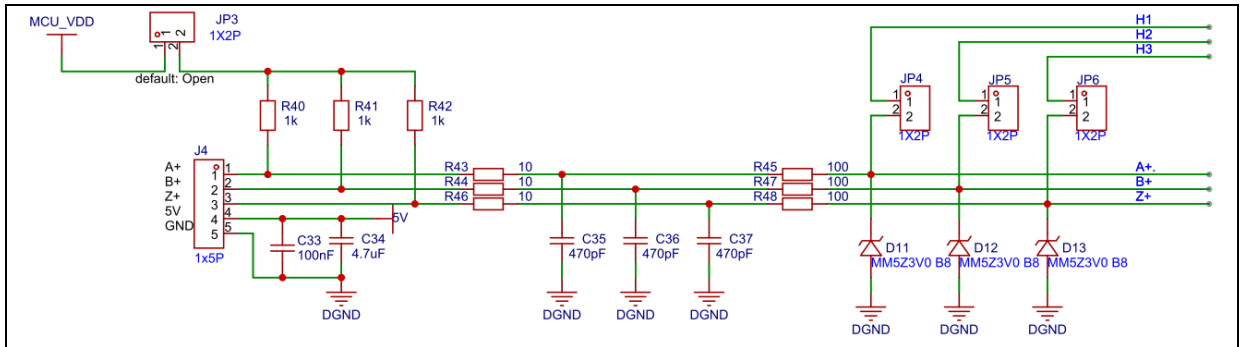 MCU_VDD
JP3
1X2P
1 2
1 2
default: Open
R40
1k
R41
1k
R42
1k
H1
H2
H3
JP4
1 1
2 2
1X2P
JP5
1 1
2 2
1X2P
JP6
1 1
2 2
1X2P
J4
A+ 1 1
B+ 2 2
Z+ 3 3
5V 4 4
GND 5 5
1x5P
R43 10
R44 10
R46 10
R45 100
R47 100
R48 100
A+.
B+
Z+
5V
C33
100nF
C34
4.7uF
DGND
C35
470pF
DGND
C36
470pF
DGND
C37
470pF
DGND
D11
MM5Z3V0 B8
DGND
D12
MM5Z3V0 B8
DGND
D13
MM5Z3V0 B8
DGND